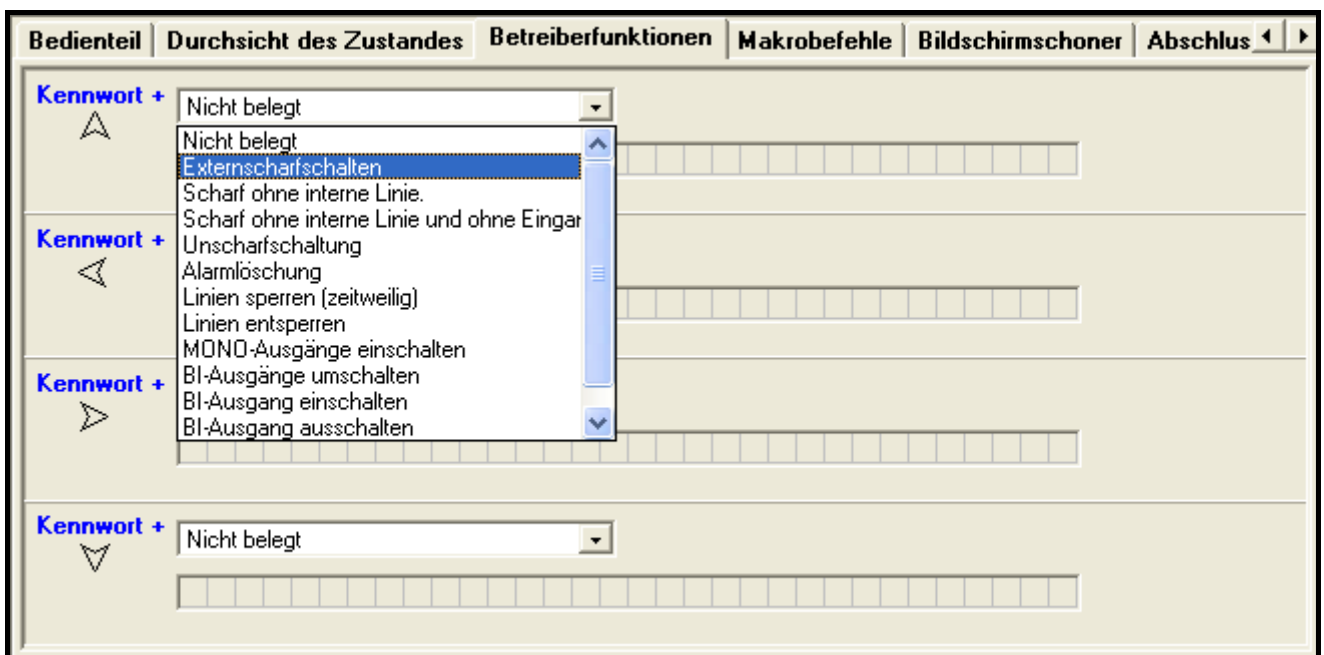 Bedienteil Durchsicht des Zustandes Betreiberfunktionen Makrobefehle Bildschirmschoner Abschlus
Kennwort +
Nicht belegt
Nicht belegt
Externscharfschalten
Scharf ohne interne Linie.
Scharf ohne interne Linie und ohne Eingar
Kennwort +
Unscharfschaltung
Alarmlöschung
Linien sperren (zeitweilig)
Linien entsperren
MONO-Ausgänge einschalten
Kennwort +
BI-Ausgänge umschalten
BI-Ausgang einschalten
BI-Ausgang ausschalten
Kennwort +
Nicht belegt